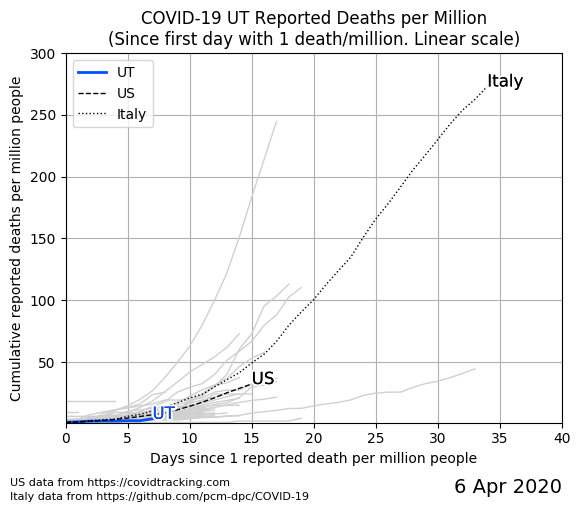 COVID-19 UT Reported Deaths per Million
(Since first day with 1 death/million. Linear scale)
300
250
200
150
100
50
UT
US
Italy
Italy
US
UT
0
5
10
15
20
25
30
35
40
Cumulative reported deaths per million people
Days since 1 reported death per million people
US data from https://covidtracking.com
Italy data from https://github.com/pcm-dpc/COVID-19
6 Apr 2020